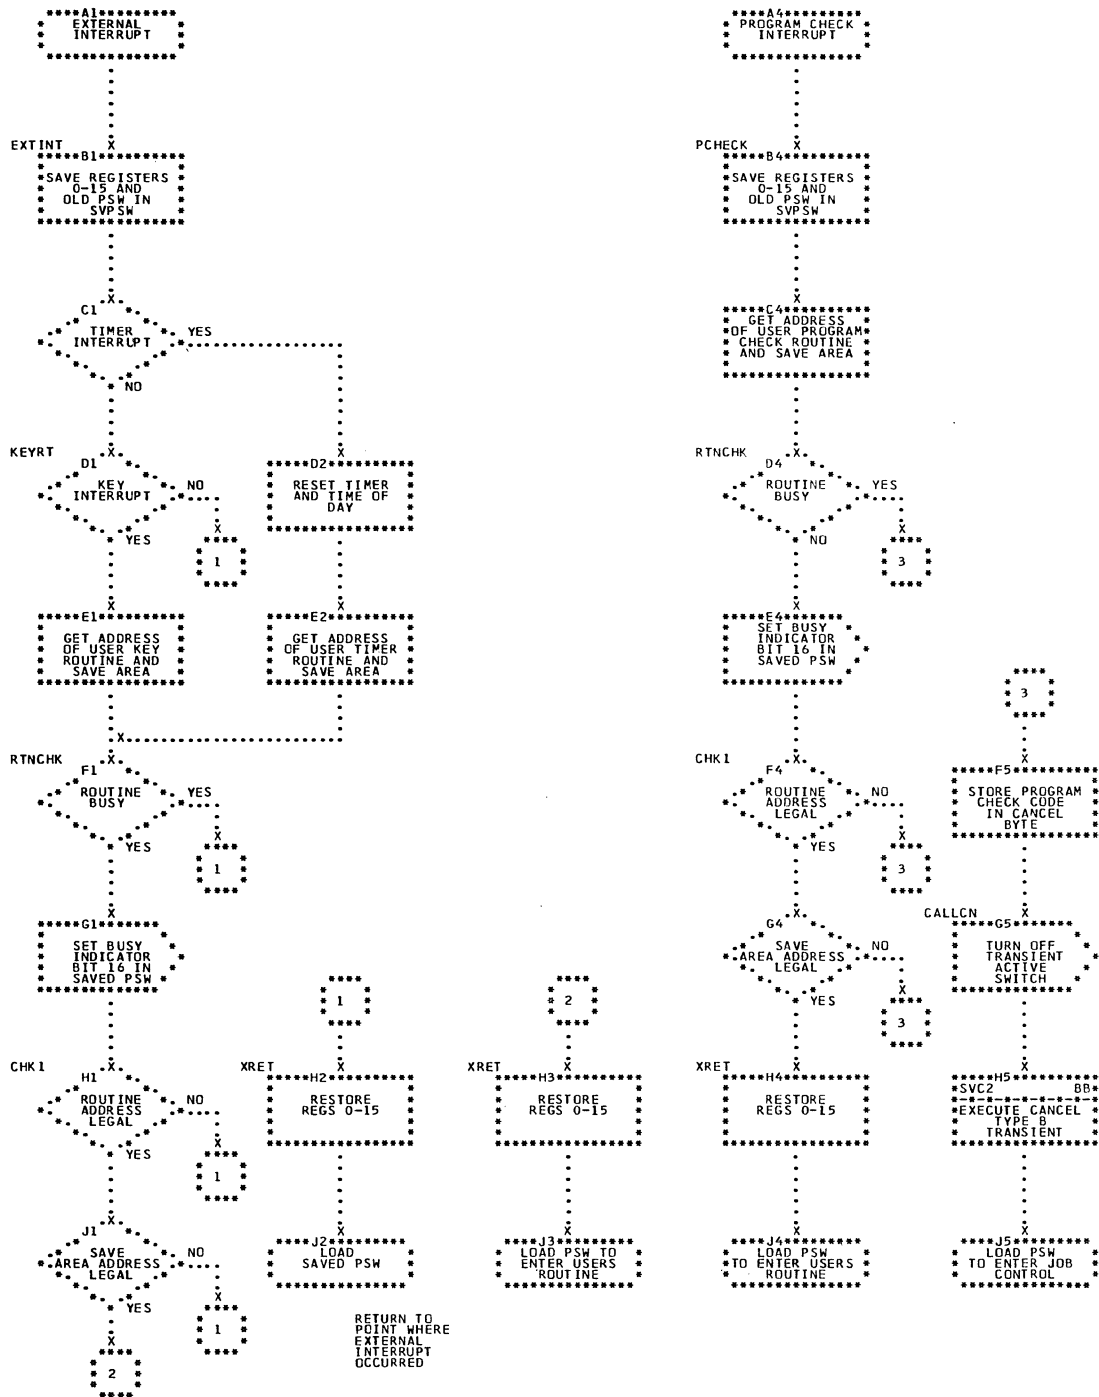 A1
EXTERNAL
INTERRUPT
EXTINT
B1
SAVE REGISTERS
0-15 AND
OLD PSW IN
SVPSW
C1
TIMER
INTERRUPT
YES
NO
KEYRT
D1
KEY
INTERRUPT
NO
YES
1
D2
RESET TIMER
AND TIME OF
DAY
E1
GET ADDRESS
OF USER KEY
ROUTINE AND
SAVE AREA
E2
GET ADDRESS
OF USER TIMER
ROUTINE AND
SAVE AREA
RTNCHK
F1
ROUTINE
BUSY
YES
YES
1
G1
SET BUSY
INDICATOR
BIT 16 IN
SAVED PSW
CHK1
H1
ROUTINE
ADDRESS
LEGAL
NO
YES
1
J1
SAVE
AREA ADDRESS
LEGAL
NO
YES
1
2
1
XRET
H2
RESTORE
REGS 0-15
J2
LOAD
SAVED PSW
RETURN TO
POINT WHERE
EXTERNAL
INTERRUPT
OCCURRED
2
XRET
H3
RESTORE
REGS 0-15
J3
LOAD PSW TO
ENTER USERS
ROUTINE
A4
PROGRAM CHECK
INTERRUPT
PCHECK
B4
SAVE REGISTERS
0-15 AND
OLD PSW IN
SVPSW
C4
GET ADDRESS
OF USER PROGRAM
CHECK ROUTINE
AND SAVE AREA
RTNCHK
D4
ROUTINE
BUSY
YES
NO
3
E4
SET BUSY
INDICATOR
BIT 16 IN
SAVED PSW
CHK1
F4
ROUTINE
ADDRESS
LEGAL
NO
YES
3
G4
SAVE
AREA ADDRESS
LEGAL
NO
YES
3
XRET
H4
RESTORE
REGS 0-15
J4
LOAD PSW
TO ENTER USERS
ROUTINE
3
F5
STORE PROGRAM
CHECK CODE
IN CANCEL
BYTE
CALLCN
G5
TURN OFF
TRANSIENT
ACTIVE
SWITCH
H5
SVC2 BB
EXECUTE CANCEL
TYPE B
TRANSIENT
J5
LOAD PSW
TO ENTER JOB
CONTROL